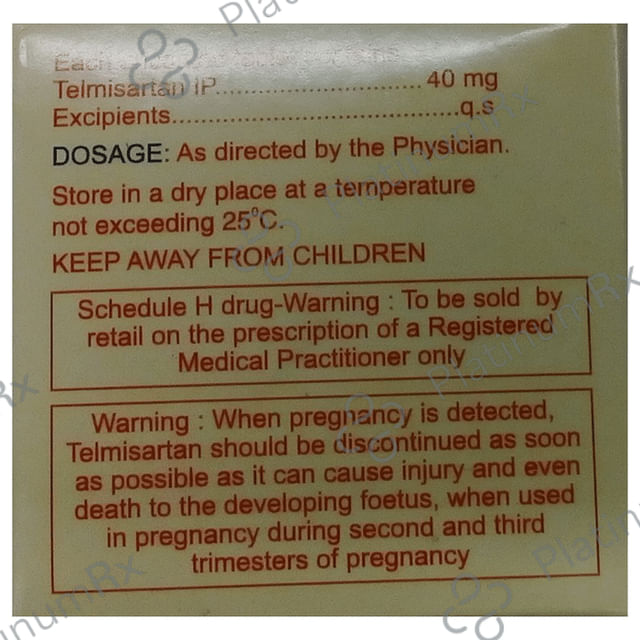 Each
Telmisartan IP............................ 40 mg
Excipients.......................................q.s
DOSAGE: As directed by the Physician.
Store in a dry place at a temperature
not exceeding 25°C.
KEEP AWAY FROM CHILDREN
Schedule H drug-Warning : To be sold by
retail on the prescription of a Registered
Medical Practitioner only
Warning : When pregnancy is detected,
Telmisartan should be discontinued as soon
as possible as it can cause injury and even
death to the developing foetus, when used
in pregnancy during second and third
trimesters of pregnancy
PlatinumRx